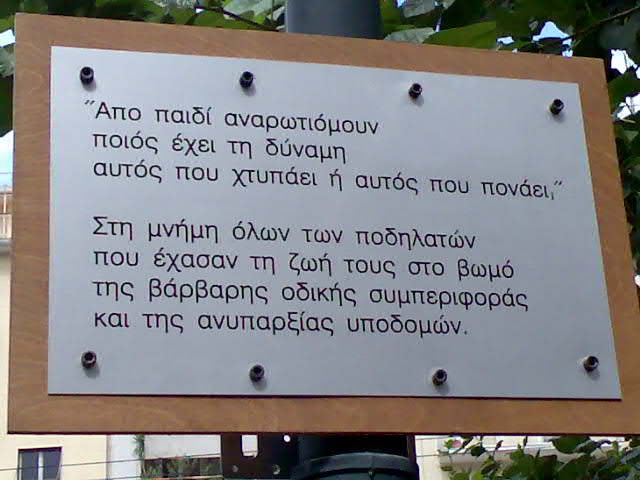 "Απο παιδί αναρωτιόμουν
ποιός έχει τη δύναμη
αυτός που χτυπάει ή αυτός που πονάει,"
Στη μνήμη όλων των ποδηλατών
που έχασαν τη ζωή τους στο βωμό
της βάρβαρης οδικής συμπεριφοράς
και της ανυπαρξίας υποδομών.